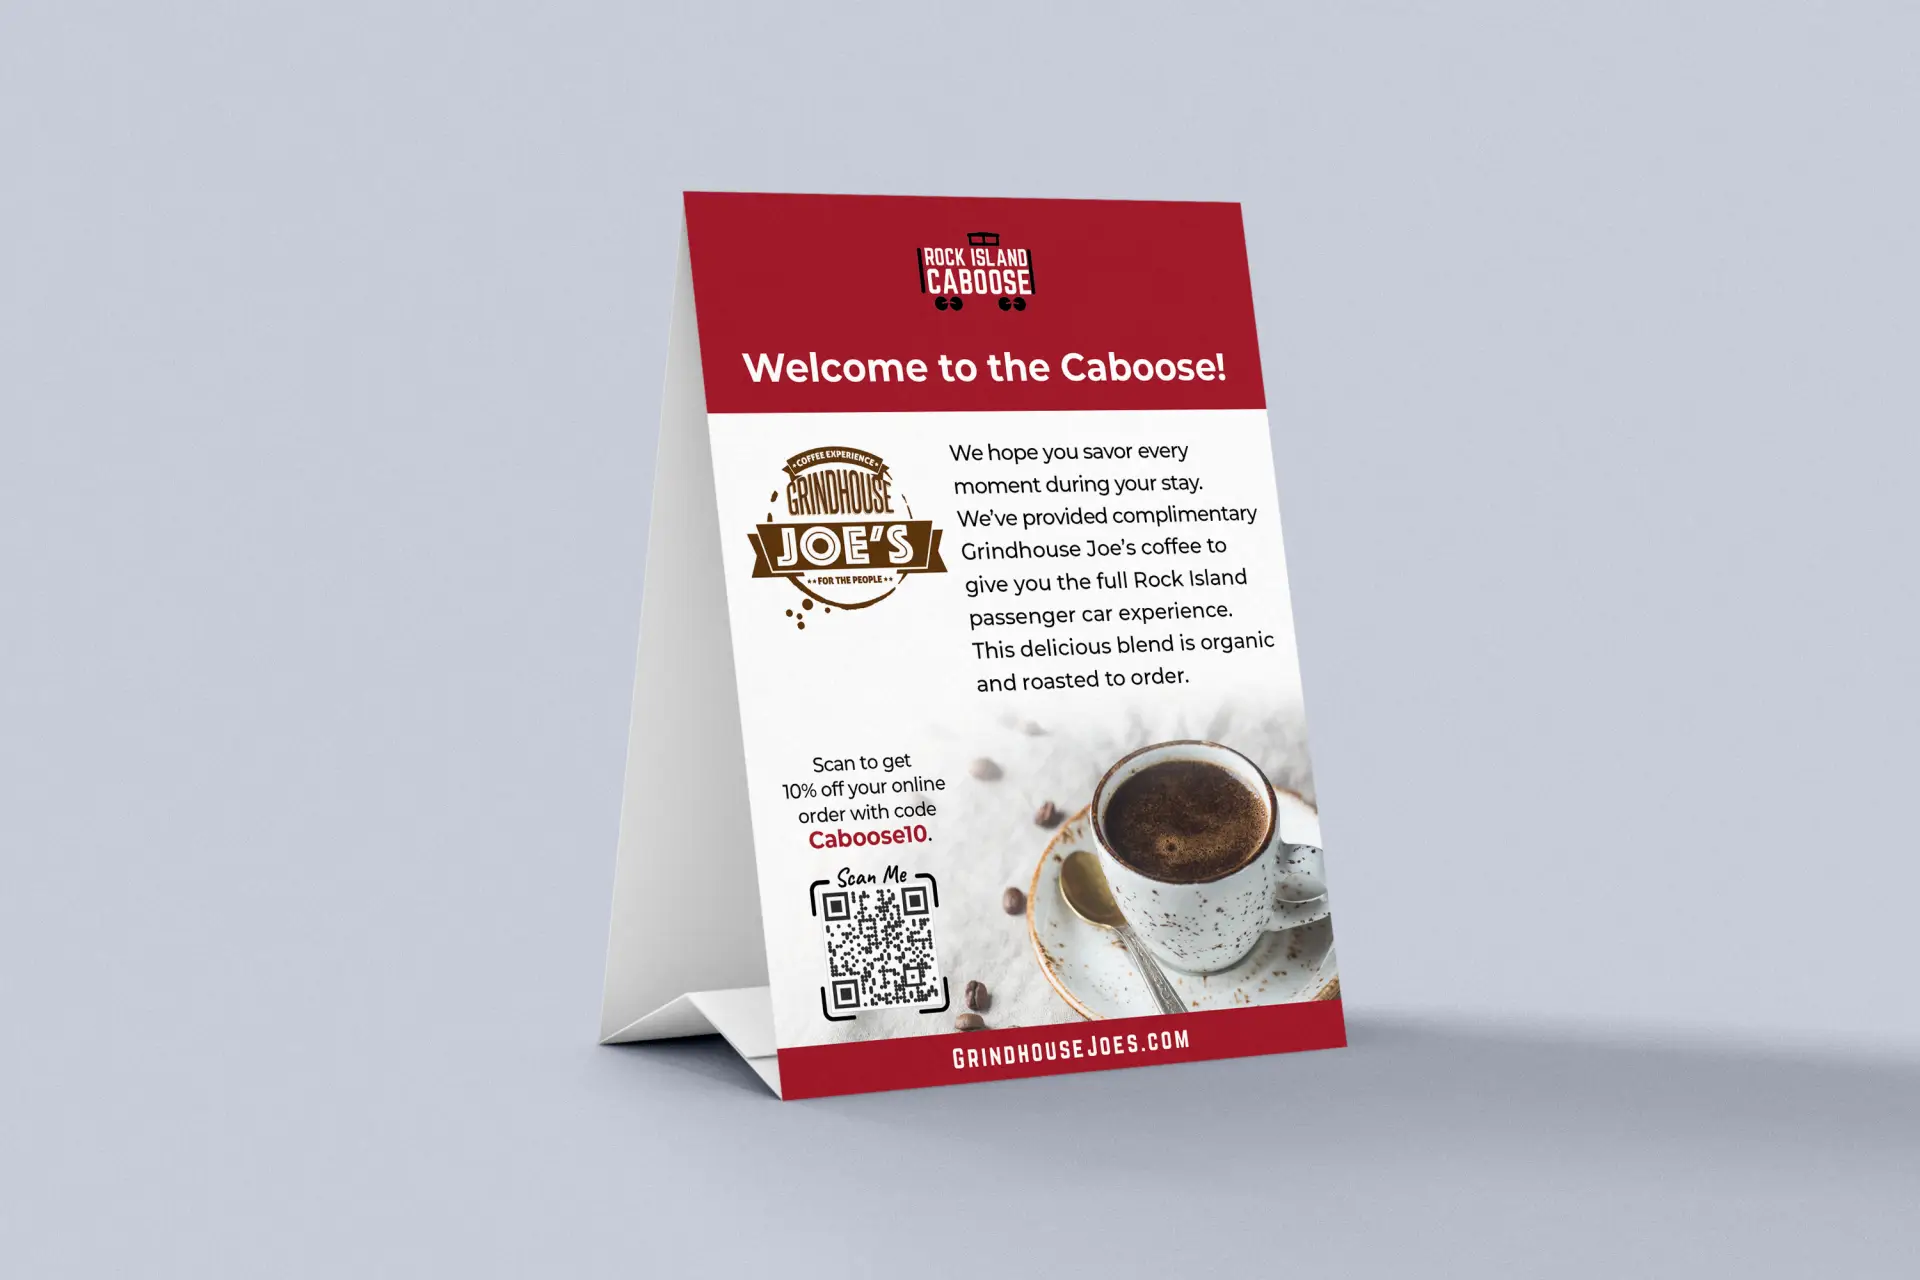 ROCK ISLAND
CABOOSE
Welcome to the Caboose!
COFFEE EXPERIENCE
GRINDHOUSE
JOE'S
FOR THE PEOPLE
We hope you savor every
moment during your stay.
We've provided complimentary
Grindhouse Joe's coffee to
give you the full Rock Island
passenger car experience.
This delicious blend is organic
and roasted to order.
Scan to get
10% off your online
order with code
Caboose10.
Scan Me
GRINDHOUSEJOES.COM